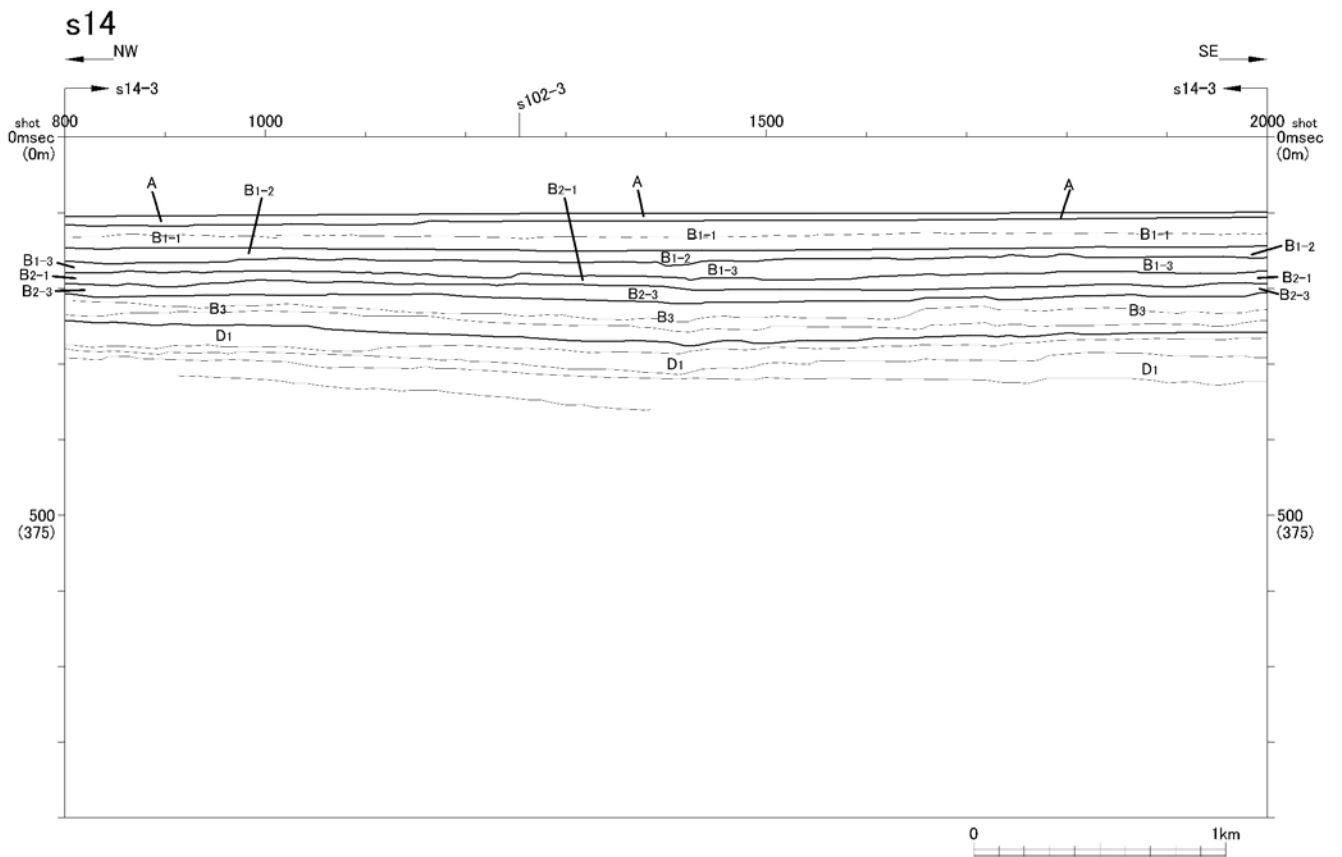 s14
NW SE
s14-3 s102-3 s14-3
shot 800 1000 1500 2000 shot
0msec 0msec
(0m) (0m)
A B1-2 B2-1 A A
B1-1 B1-1 B1-1
B1-2 B1-2
B1-3 B1-3 B1-3
B2-1 B2-1
B2-3 B2-3 B2-3
B3 B3 B3
D1 D1 D1
500 500
(375) (375)
0 1km